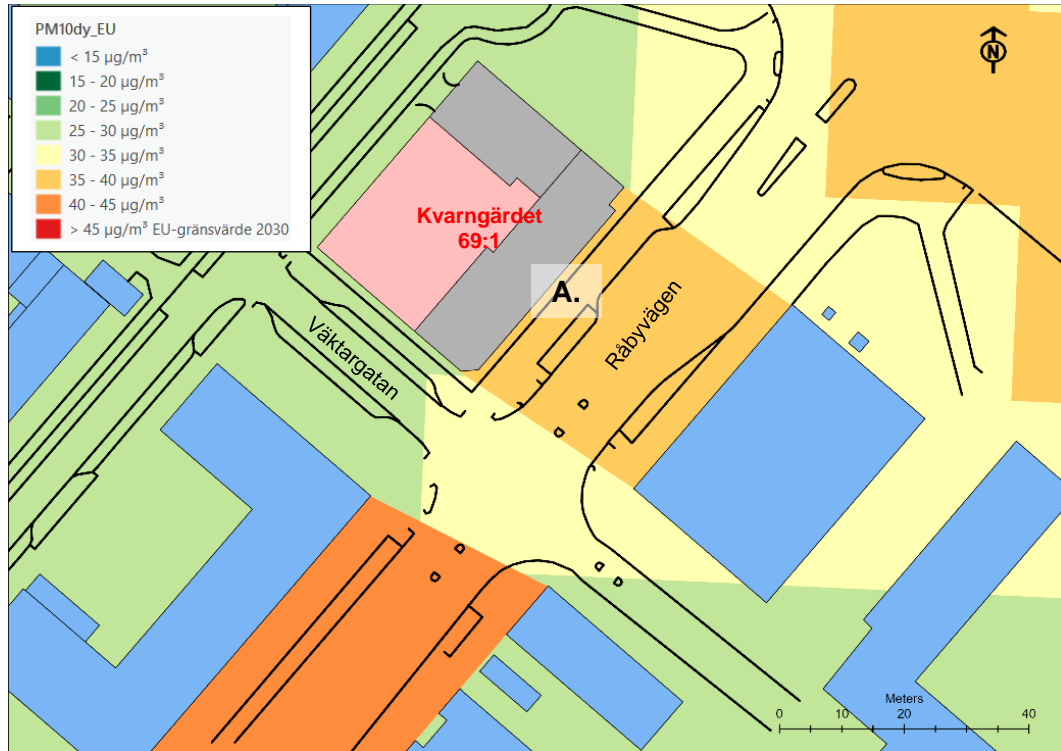 PM10dy_EU
< 15 µg/m³
15 - 20 µg/m³
20 - 25 µg/m³
25 - 30 µg/m³
30 - 35 µg/m³
35 - 40 µg/m³
40 - 45 µg/m³
> 45 µg/m³ EU-gränsvärde 2030
N
Kvarngärdet
69:1
A.
Råbyvägen
Väktargatan
Meters
0 10 20 40